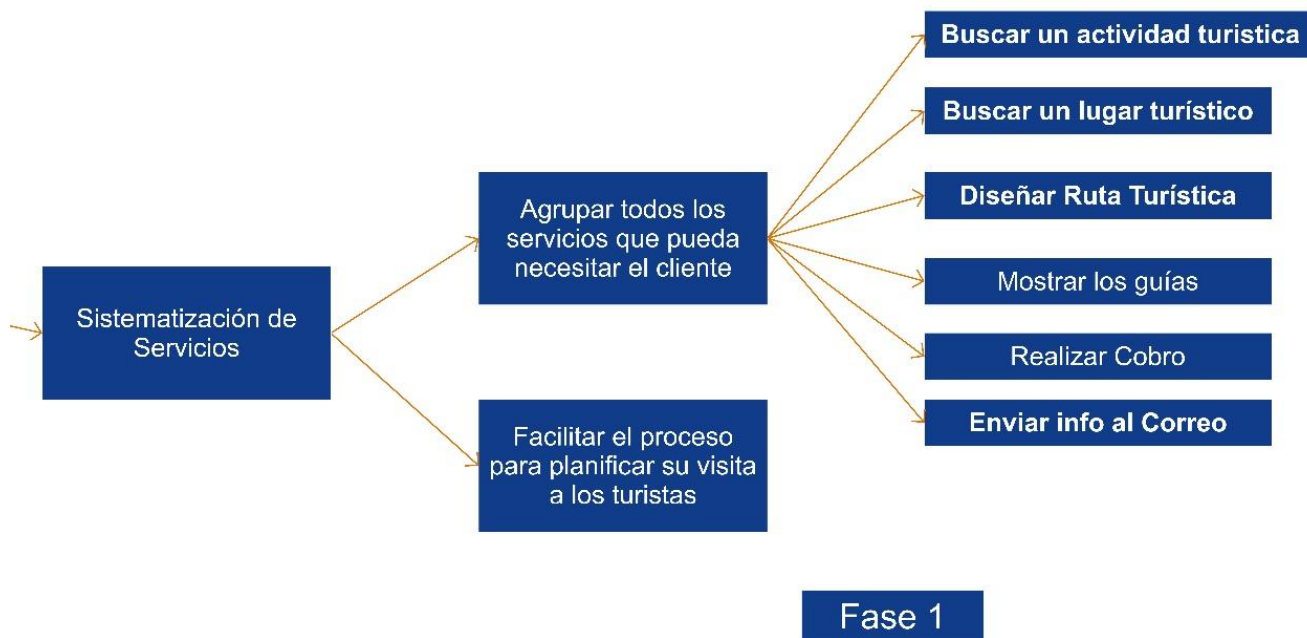 Buscar un actividad turistica
Buscar un lugar turístico
Diseñar Ruta Turística
Mostrar los guías
Realizar Cobro
Enviar info al Correo
Agrupar todos los
servicios que pueda
necesitar el cliente
Sistematización de
Servicios
Facilitar el proceso
para planificar su visita
a los turistas
Fase 1